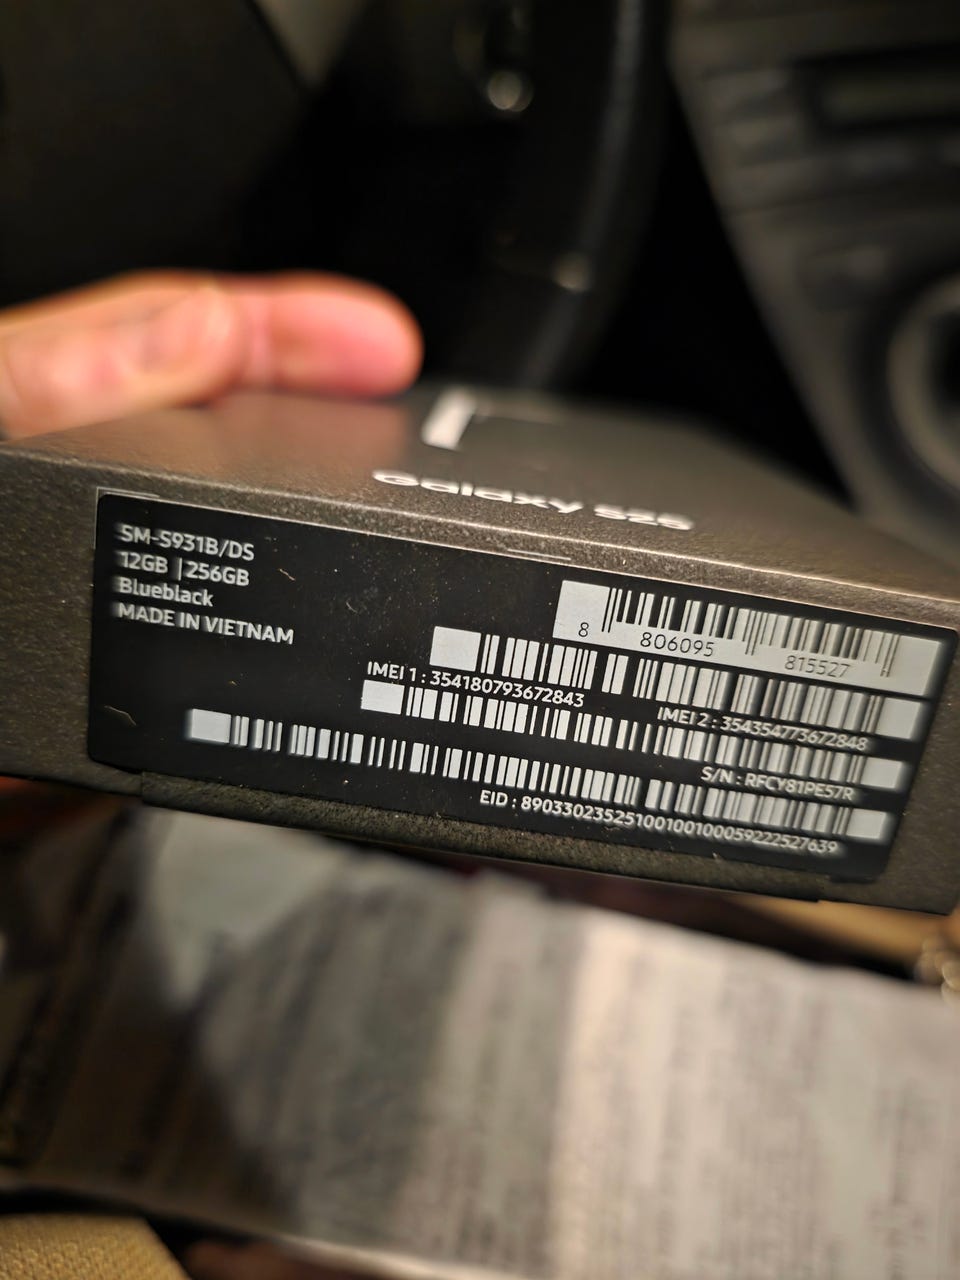 Galaxy S25
SM-S931B/DS
12GB | 256GB
Blueblack
MADE IN VIETNAM
8 806095 815527
IMEI 1 : 354180793672843
IMEI 2 : 354354773672848
S/N : RFCY81PE57R
EID : 89033023525100100100059222527639